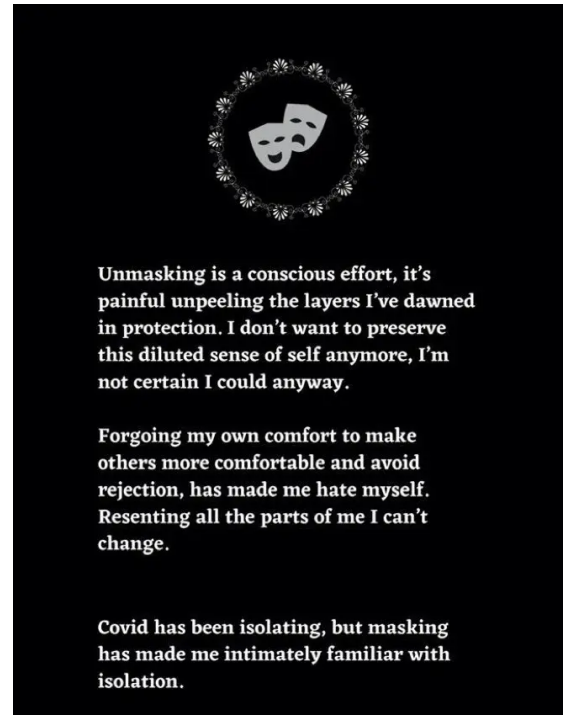 Unmasking is a conscious effort, it’s
painful unpeeling the layers I’ve dawned
in protection. I don’t want to preserve
this diluted sense of self anymore, I’m
not certain I could anyway.
Forgoing my own comfort to make
others more comfortable and avoid
rejection, has made me hate myself.
Resenting all the parts of me I can’t
change.
Covid has been isolating, but masking
has made me intimately familiar with
isolation.